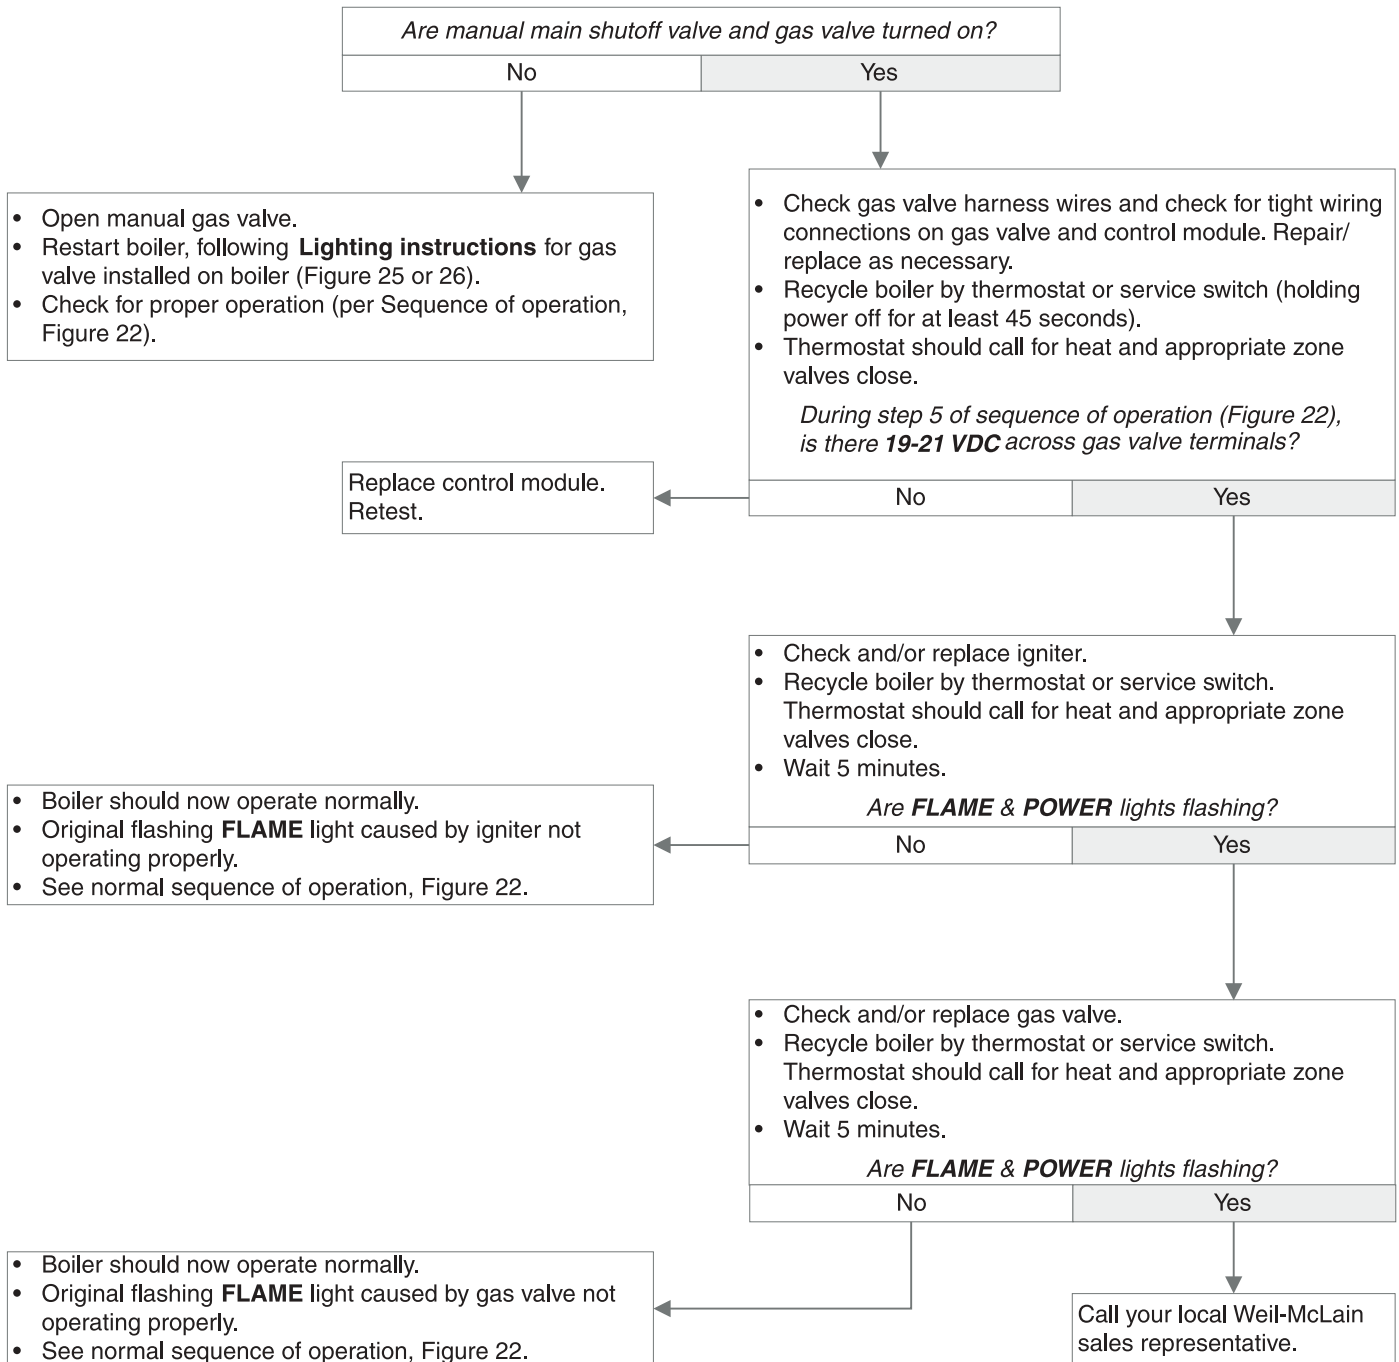 Are manual main shutoff valve and gas valve turned on?
No
Yes
• Open manual gas valve.
• Restart boiler, following Lighting instructions for gas
valve installed on boiler (Figure 25 or 26).
• Check for proper operation (per Sequence of operation,
Figure 22).
• Check gas valve harness wires and check for tight wiring
connections on gas valve and control module. Repair/
replace as necessary.
• Recycle boiler by thermostat or service switch (holding
power off for at least 45 seconds).
• Thermostat should call for heat and appropriate zone
valves close.
During step 5 of sequence of operation (Figure 22),
is there 19-21 VDC across gas valve terminals?
No
Yes
Replace control module.
Retest.
• Check and/or replace igniter.
• Recycle boiler by thermostat or service switch.
Thermostat should call for heat and appropriate zone
valves close.
• Wait 5 minutes.
Are FLAME & POWER lights flashing?
No
Yes
• Boiler should now operate normally.
• Original flashing FLAME light caused by igniter not
operating properly.
• See normal sequence of operation, Figure 22.
• Check and/or replace gas valve.
• Recycle boiler by thermostat or service switch.
Thermostat should call for heat and appropriate zone
valves close.
• Wait 5 minutes.
Are FLAME & POWER lights flashing?
No
Yes
• Boiler should now operate normally.
• Original flashing FLAME light caused by gas valve not
operating properly.
• See normal sequence of operation, Figure 22.
Call your local Weil-McLain
sales representative.